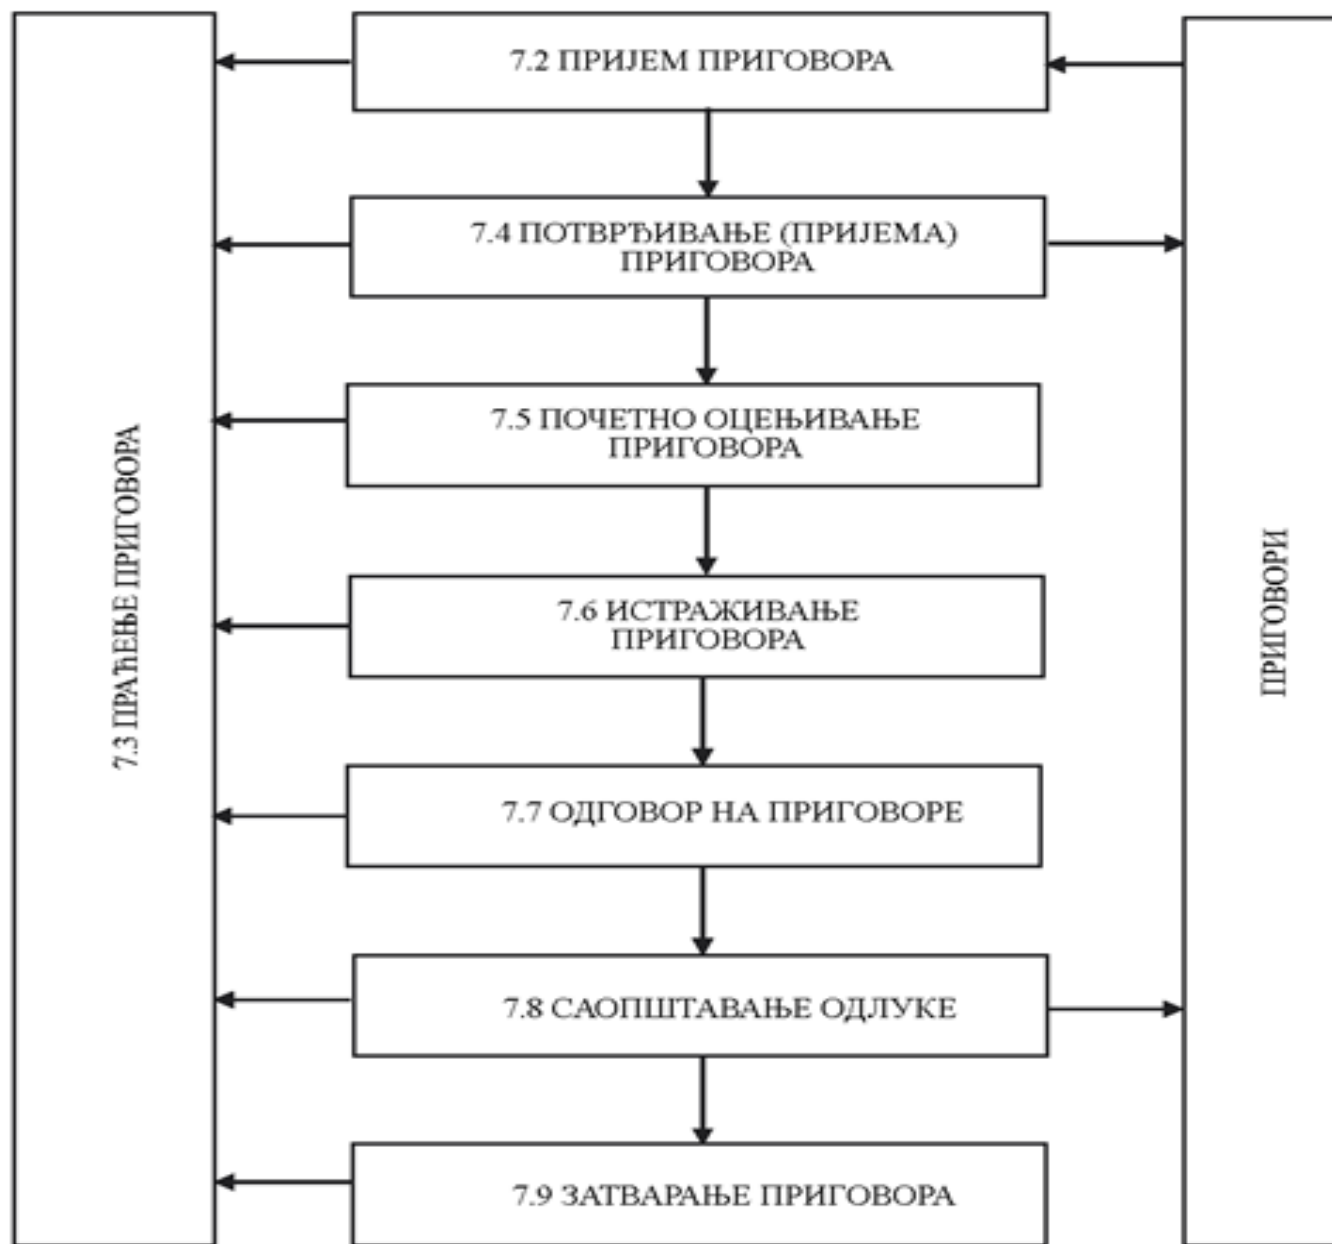 7.2 ПРИЈЕМ ПРИГОВОРА
7.4 ПОТВРЂИВАЊЕ (ПРИЈЕМА)
ПРИГОВОРА
7.5 ПОЧЕТНО ОЦЕЊИВАЊЕ
ПРИГОВОРА
7.6 ИСТРАЖИВАЊЕ
ПРИГОВОРА
7.7 ОДГОВОР НА ПРИГОВОРЕ
7.8 САОПШТАВАЊЕ ОДЛУКЕ
7.9 ЗАТВАРАЊЕ ПРИГОВОРА
7.3 ПРАЋЕЊЕ ПРИГОВОРА
ПРИГОВОРИ